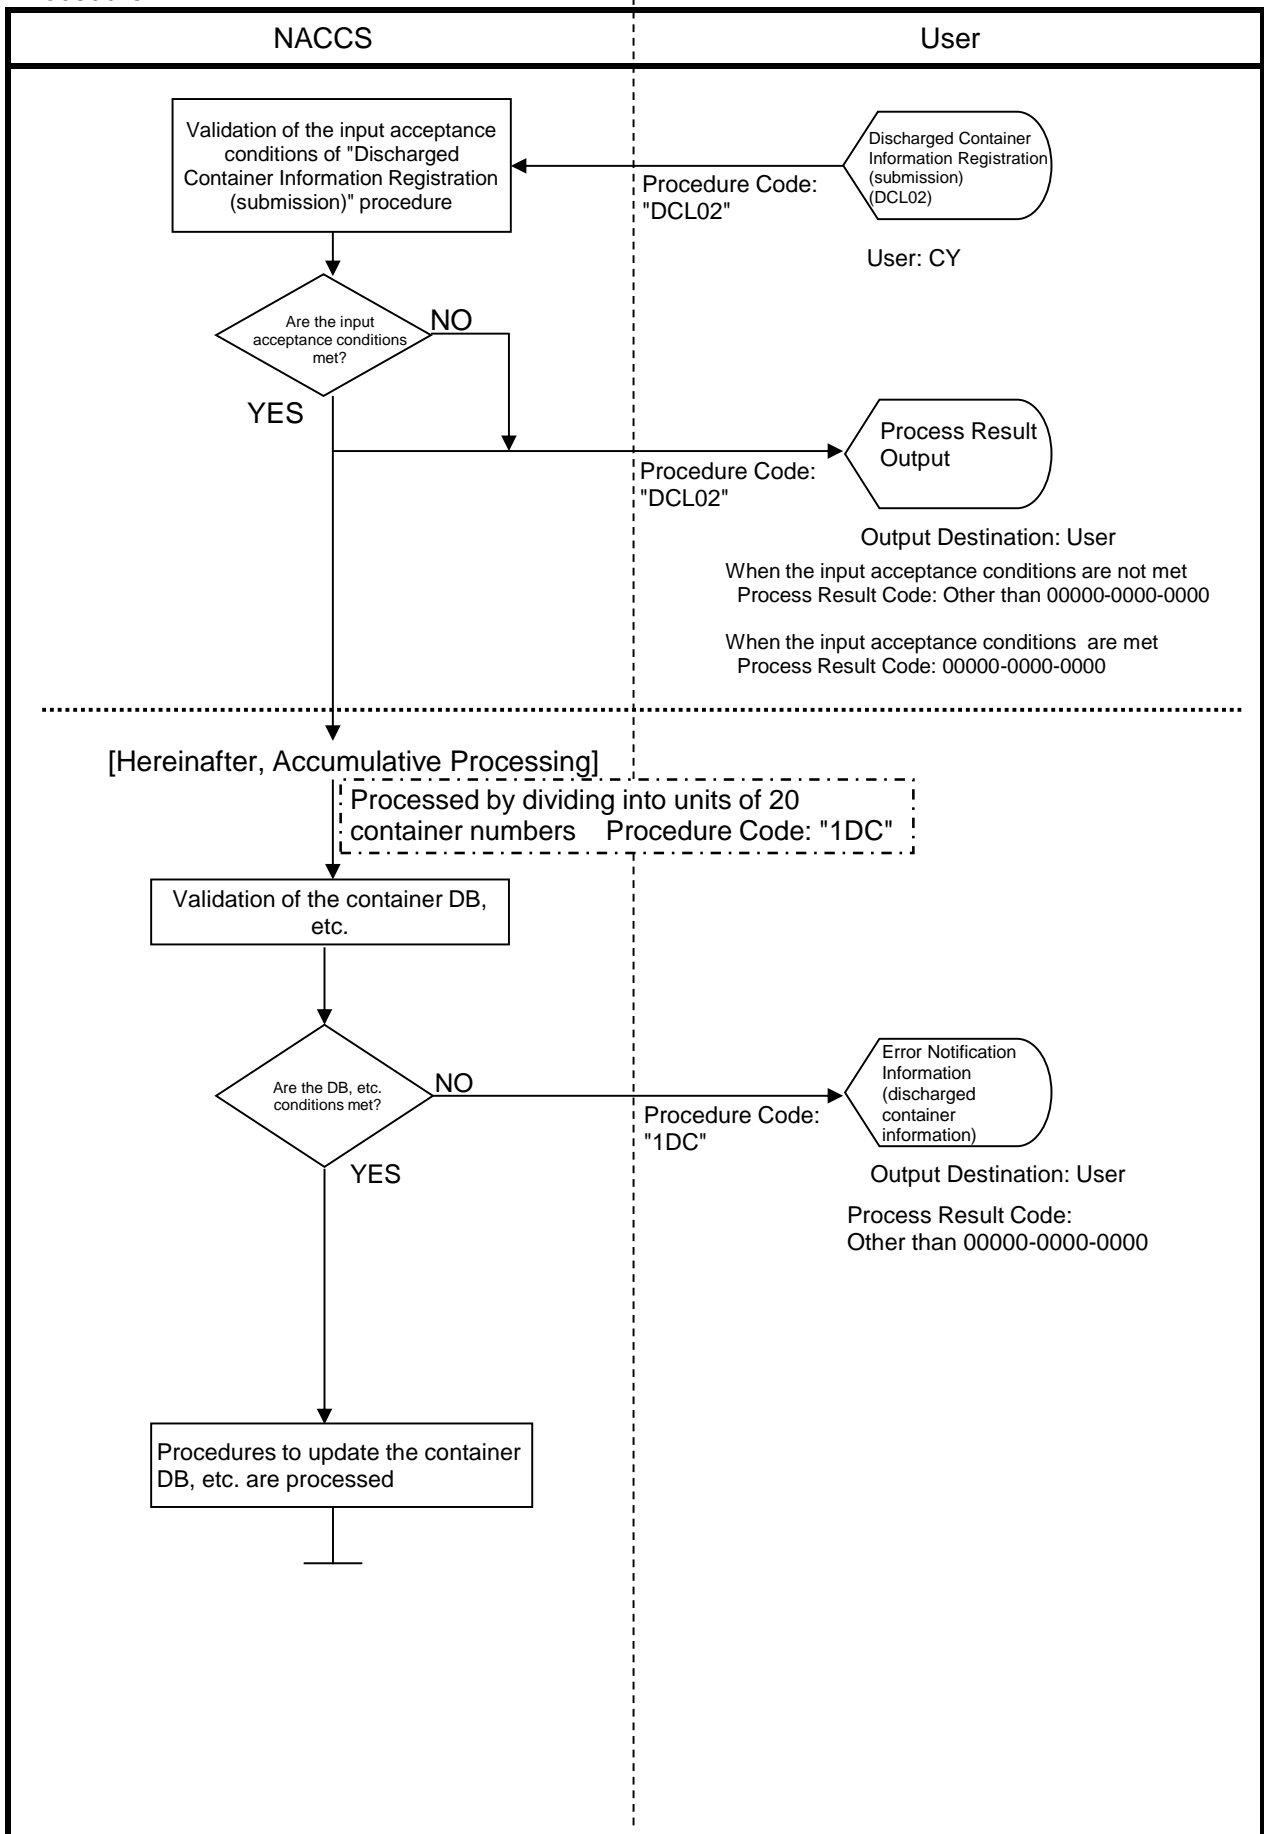 NACCS
User
Validation of the input acceptance
conditions of "Discharged
Container Information Registration
(submission)" procedure
Discharged Container
Information Registration
(submission)
(DCL02)
Procedure Code:
"DCL02"
User: CY
Are the input
acceptance conditions
met?
NO
YES
Process Result
Output
Procedure Code:
"DCL02"
Output Destination: User
When the input acceptance conditions are not met
Process Result Code: Other than 00000-0000-0000
When the input acceptance conditions are met
Process Result Code: 00000-0000-0000
[Hereinafter, Accumulative Processing]
Processed by dividing into units of 20
container numbers Procedure Code: "1DC"
Validation of the container DB,
etc.
Are the DB, etc.
conditions met?
NO
YES
Procedure Code:
"1DC"
Error Notification
Information
(discharged
container
information)
Output Destination: User
Process Result Code:
Other than 00000-0000-0000
Procedures to update the container
DB, etc. are processed